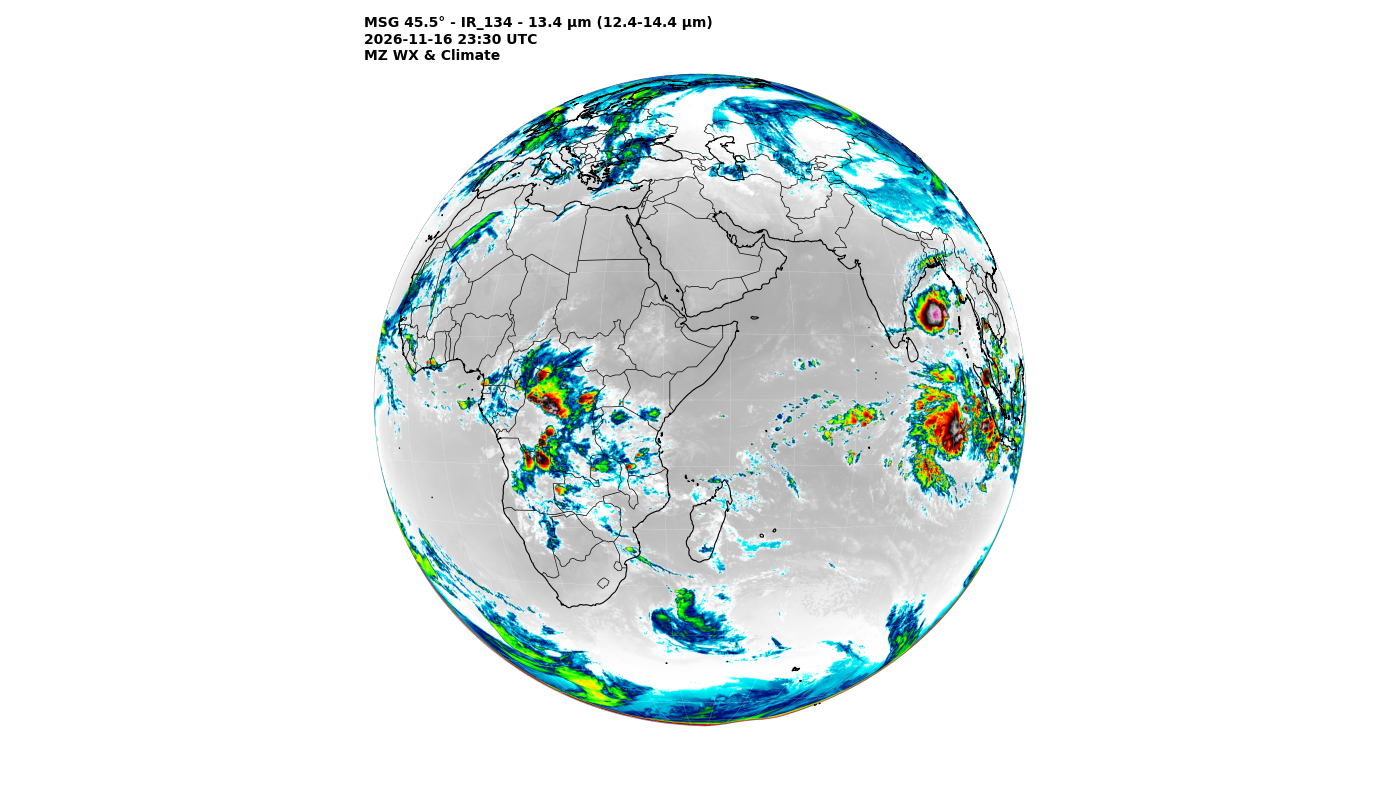 MSG 45.5° - IR_134 - 13.4 µm (12.4-14.4 µm)
2026-11-16 23:30 UTC
MZ WX & Climate